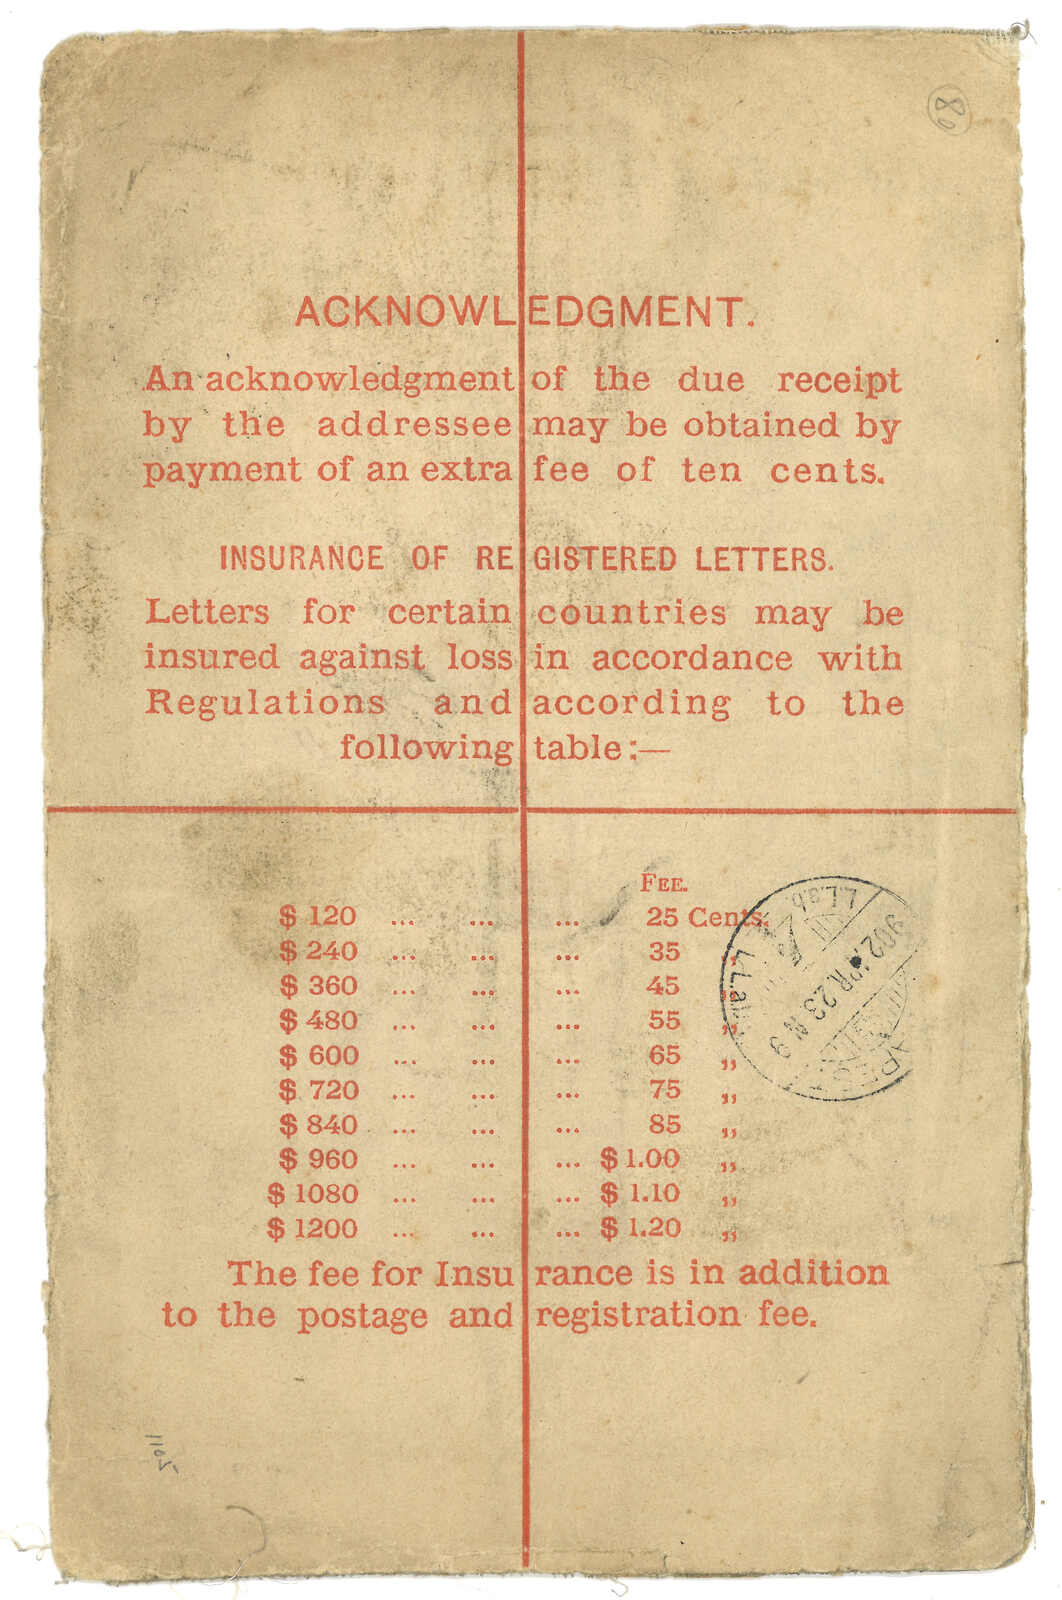 80
ACKNOWLEDGMENT.
An acknowledgment of the due receipt
by the addressee may be obtained by
payment of an extra fee of ten cents.
INSURANCE OF REGISTERED LETTERS.
Letters for certain countries may be
insured against loss in accordance with
Regulations and according to the
following table:—
FEE.
$ 120 ... ... ... 25 Cents.
$ 240 ... ... ... 35 „
$ 360 ... ... ... 45 „
$ 480 ... ... ... 55 „
$ 600 ... ... ... 65 „
$ 720 ... ... ... 75 „
$ 840 ... ... ... 85 „
$ 960 ... ... ... $ 1.00 „
$ 1080 ... ... ... $ 1.10 „
$ 1200 ... ... ... $ 1.20 „
The fee for Insurance is in addition
to the postage and registration fee.